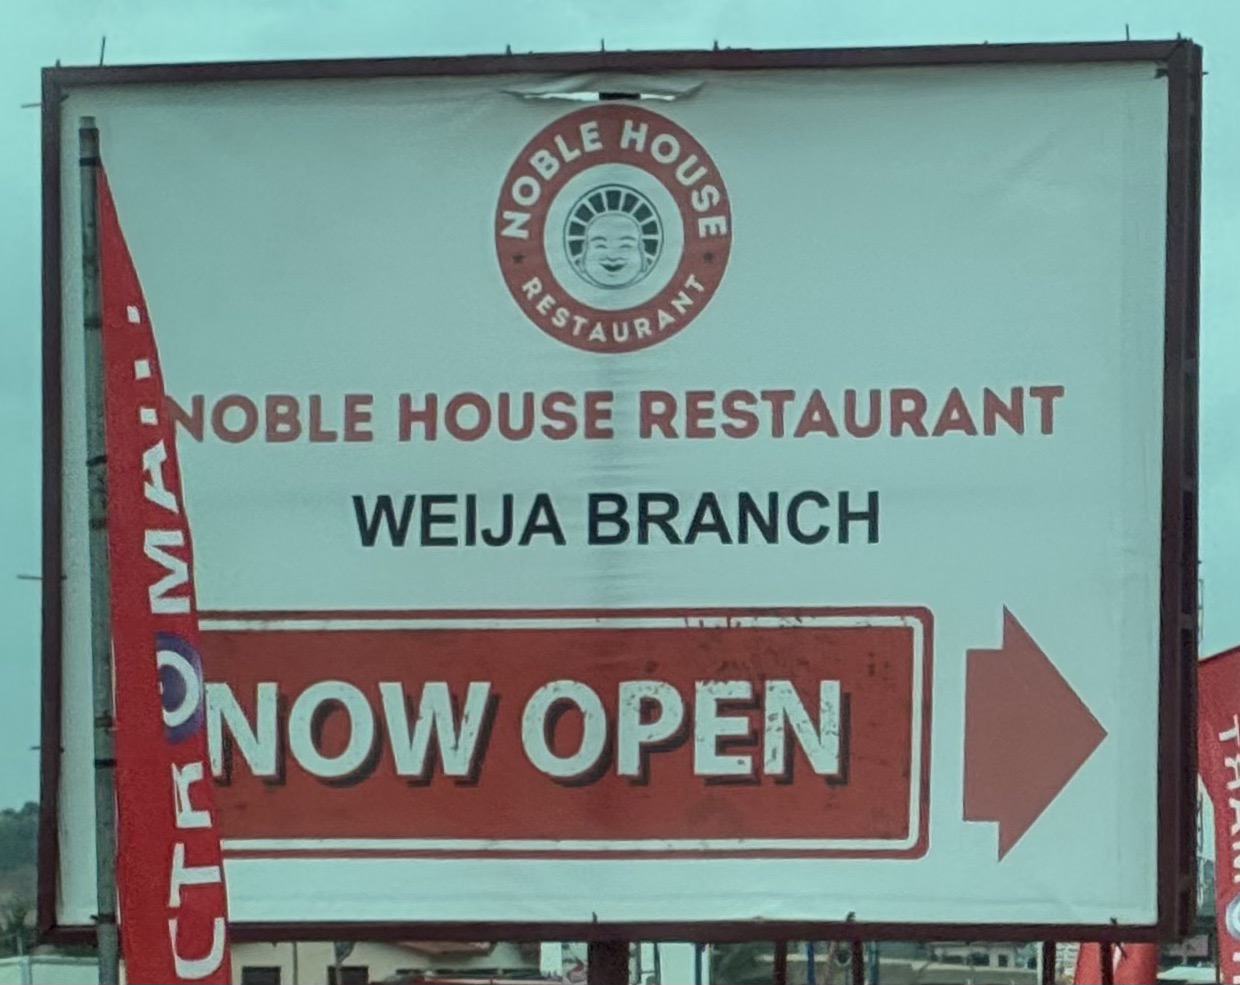 NOBLE HOUSE
RESTAURANT
NOBLE HOUSE RESTAURANT
WEIJA BRANCH
NOW OPEN